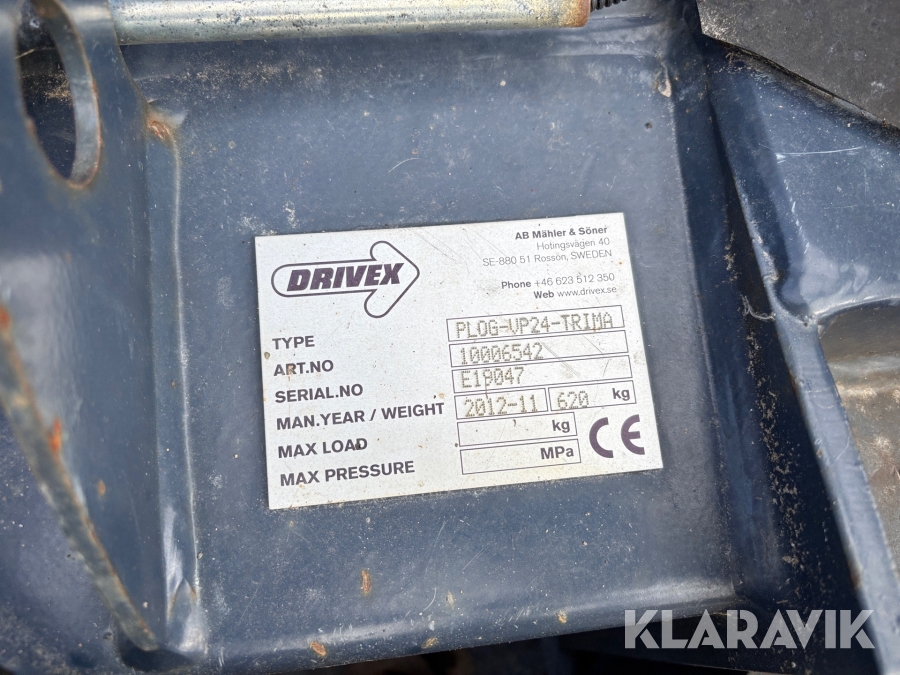 DRIVEX
AB Mähler & Söner
Hotingsvägen 40
SE-880 51 Rossön, SWEDEN
Phone +46 623 512 350
Web www.drivex.se
TYPE PLOG-VP24-TRIMA
ART.NO 10006542
SERIAL.NO E19047
MAN.YEAR / WEIGHT 2012-11 620 kg
MAX LOAD kg
MAX PRESSURE MPa
CE
KLARAVIK